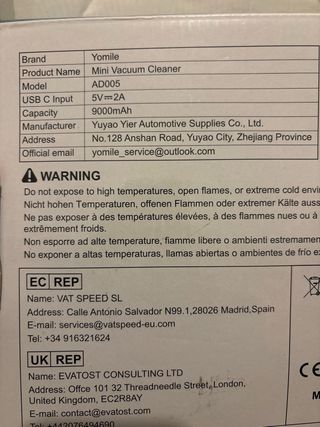 Brand Yomile
Product Name Mini Vacuum Cleaner
Model AD005
USB C Input 5V⎓2A
Capacity 9000mAh
Manufacturer Yuyao Yier Automotive Supplies Co., Ltd.
Address No.128 Anshan Road, Yuyao City, Zhejiang Province
Official email yomile_service@outlook.com
WARNING
Do not expose to high temperatures, open flames, or extreme cold
Nicht hohen Temperaturen, offenen Flammen oder extremer Kälte
Ne pas exposer à des températures élevées, à des flammes nues ou à
extrêmement froids.
Non esporre ad alte temperature, fiamme libere o ambienti
No exponer a altas temperaturas, llamas abiertas o ambientes de frío
EC REP
Name: VAT SPEED SL
Address: Calle Antonio Salvador N99.1,28026 Madrid,Spain
E-mail: services@vatspeed-eu.com
Tel: +34 916321624
UK REP
Name: EVATOST CONSULTING LTD
Address: Offce 101 32 Threadneedle Street, London,
United Kingdom, EC2R8AY
E-mail: contact@evatost.com
Tel: +442076494690
CE